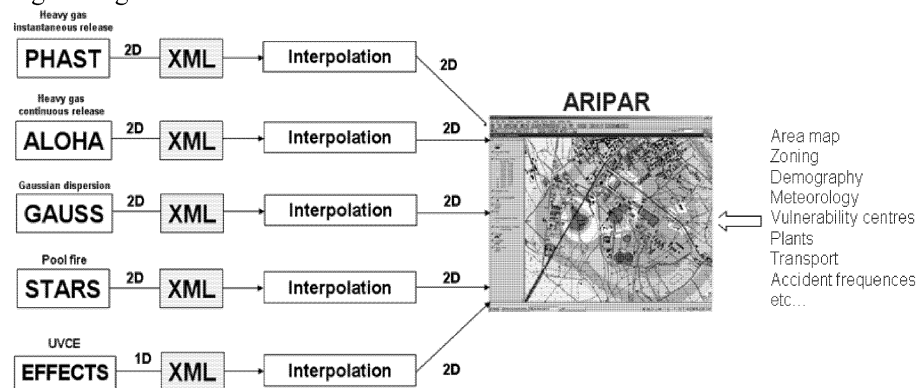 Heavy gas
instantaneous release
PHAST
2D
XML
Interpolation
2D
Heavy gas
continuous release
ALOHA
2D
XML
Interpolation
2D
Gaussian dispersion
GAUSS
2D
XML
Interpolation
2D
Pool fire
STARS
2D
XML
Interpolation
2D
UVCE
EFFECTS
1D
XML
Interpolation
2D
ARIPAR
Area map
Zoning
Demography
Meteorology
Vulnerability centres
Plants
Transport
Accident frequences
etc...